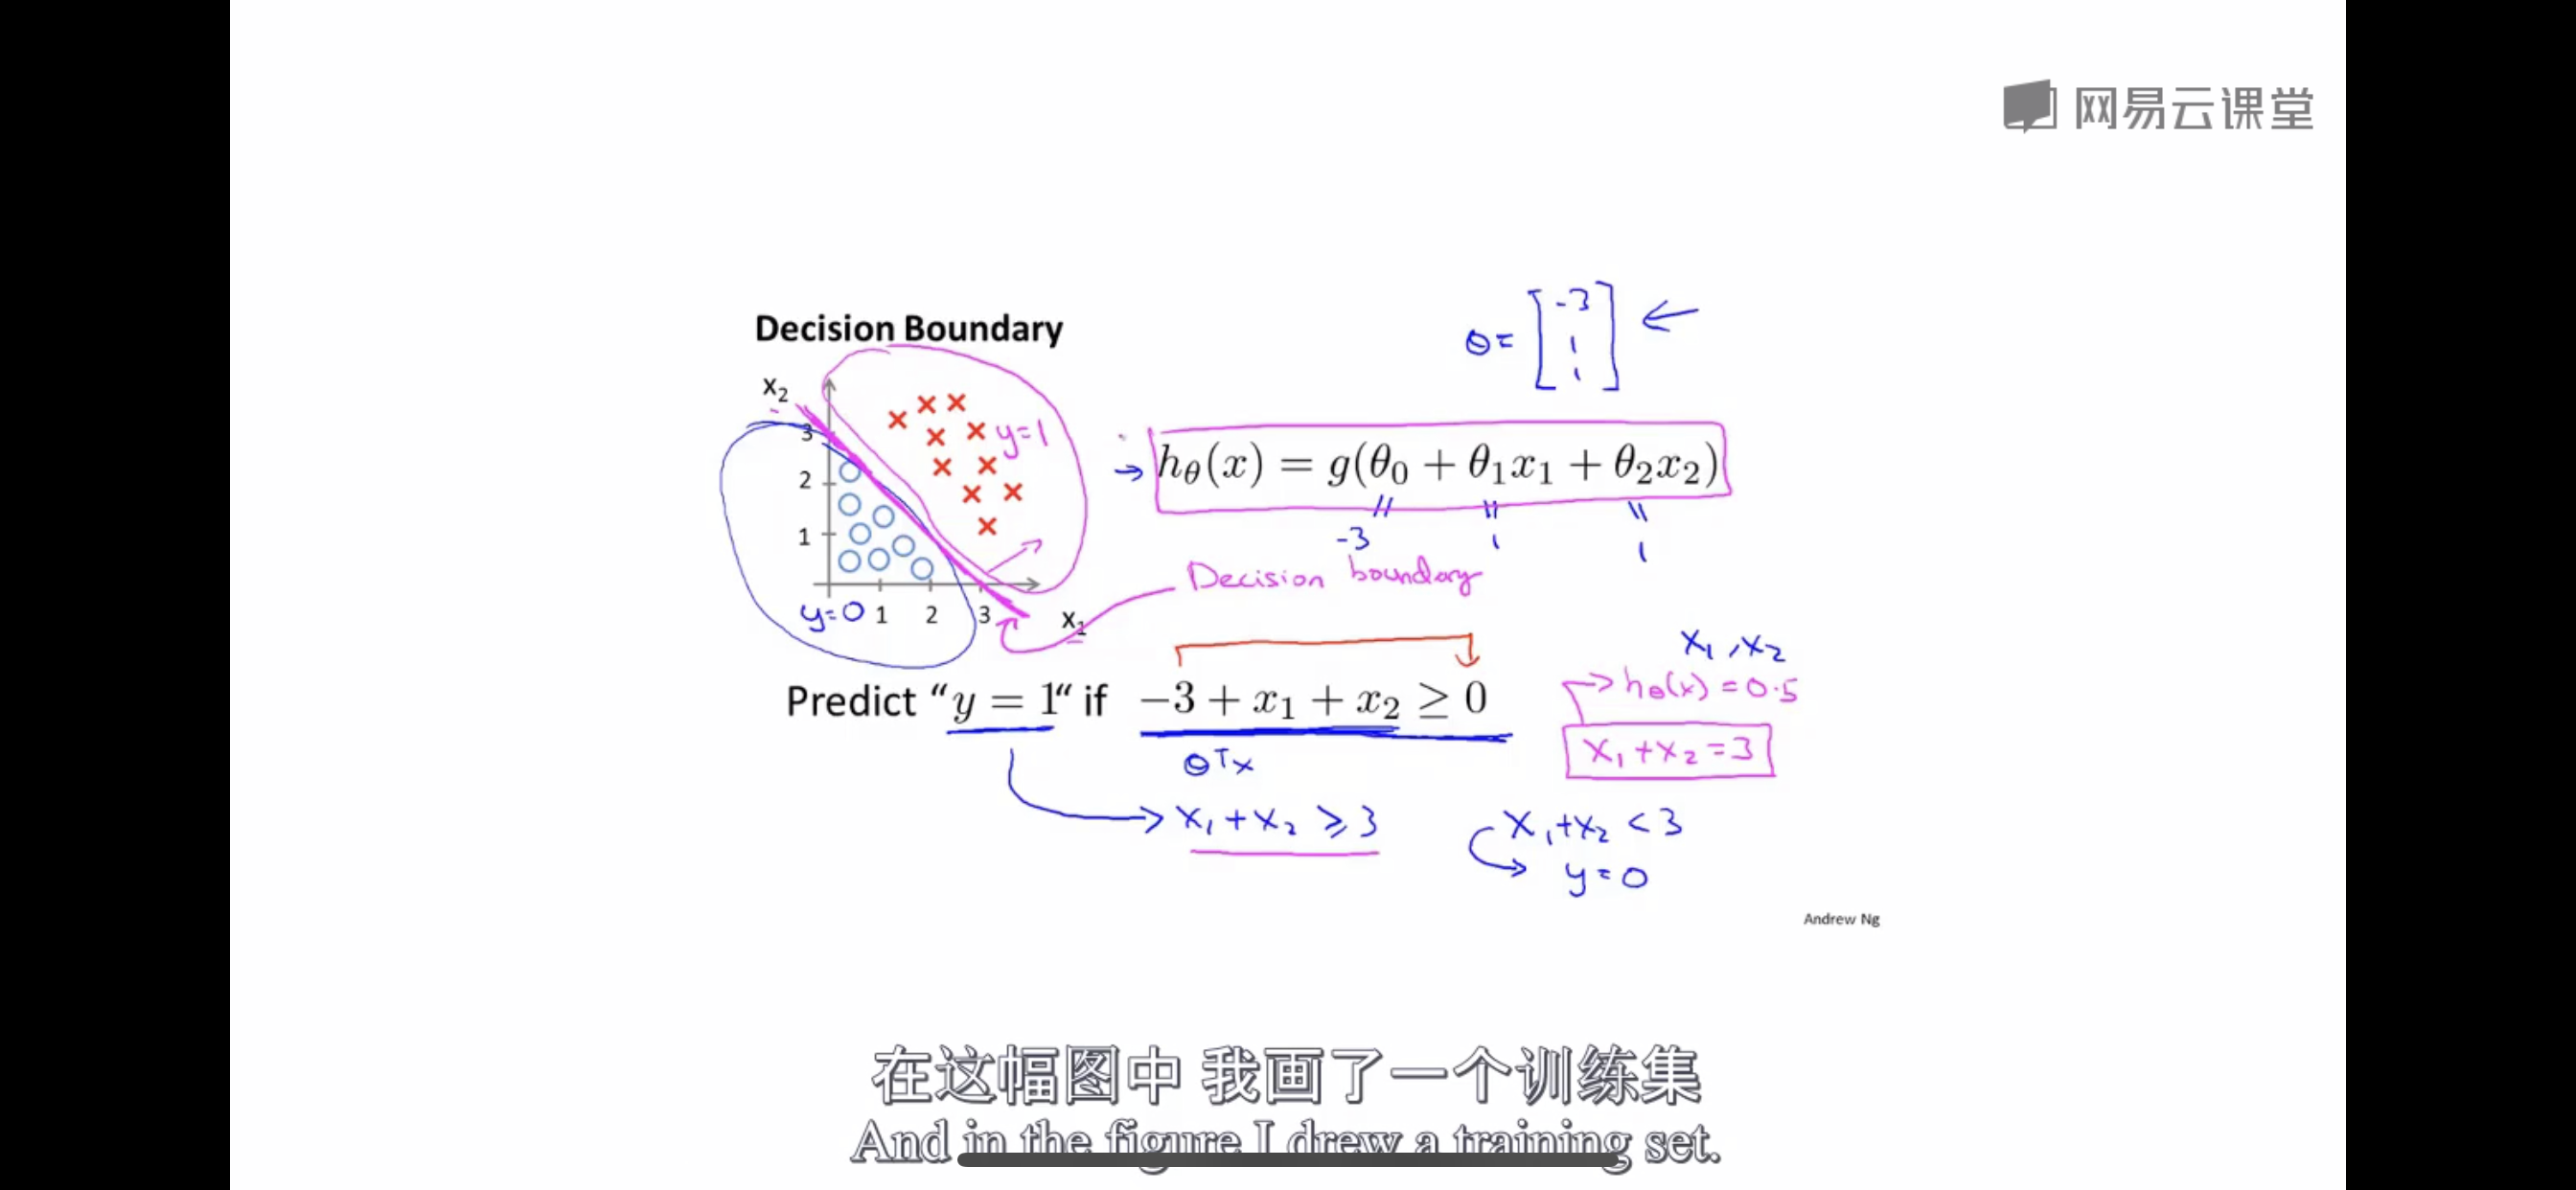 网易云课堂
Decision Boundary
θ = [-3 1 1] ←
x₂
3
2
1
y=1
y=0 1 2 3 x₁
→ hθ(x) = g(θ₀ + θ₁x₁ + θ₂x₂)
-3 1 1
Decision boundary
Predict “y = 1“ if −3 + x₁ + x₂ ≥ 0
θᵀx
x₁ + x₂ ≥ 3
x₁, x₂
→ hθ(x) = 0.5
x₁ + x₂ = 3
x₁ + x₂ < 3
y = 0
Andrew Ng
在这幅图中 我画了一个训练集
And in the figure I drew a training set.